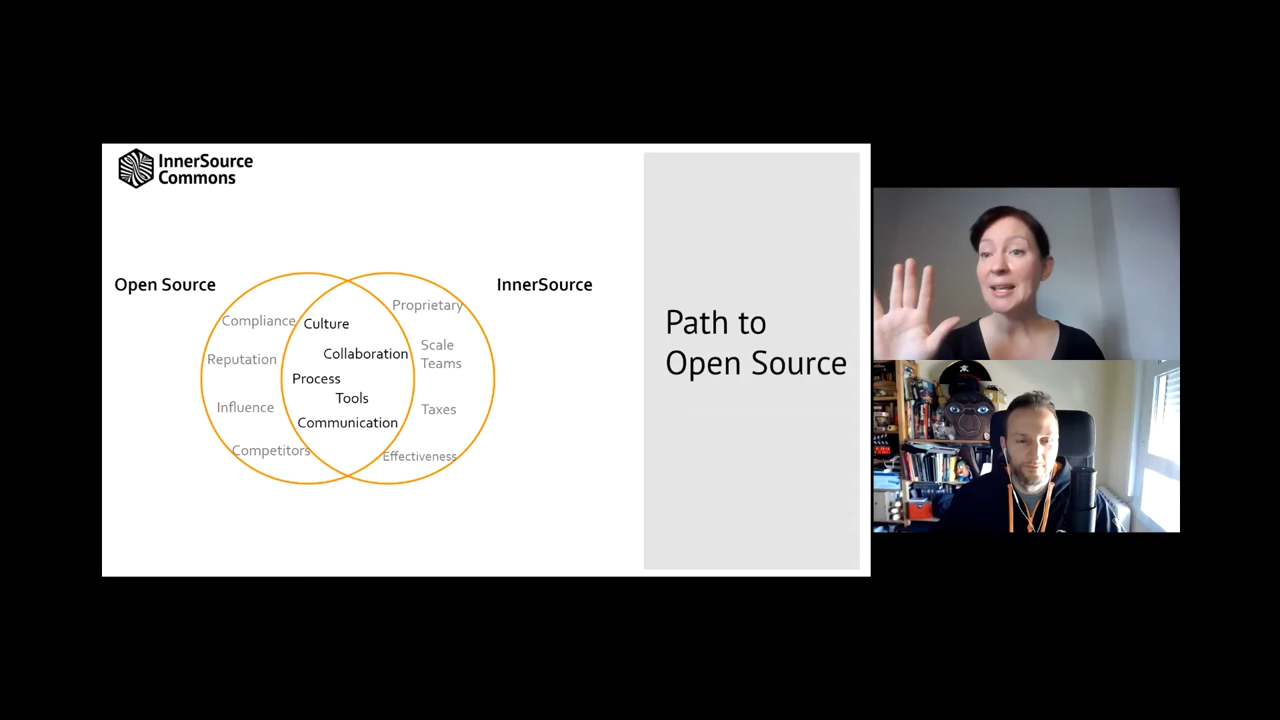 InnerSource
Commons
Open Source
InnerSource
Compliance
Reputation
Influence
Competitors
Culture
Collaboration
Process
Tools
Communication
Proprietary
Scale
Teams
Taxes
Effectiveness
Path to
Open Source